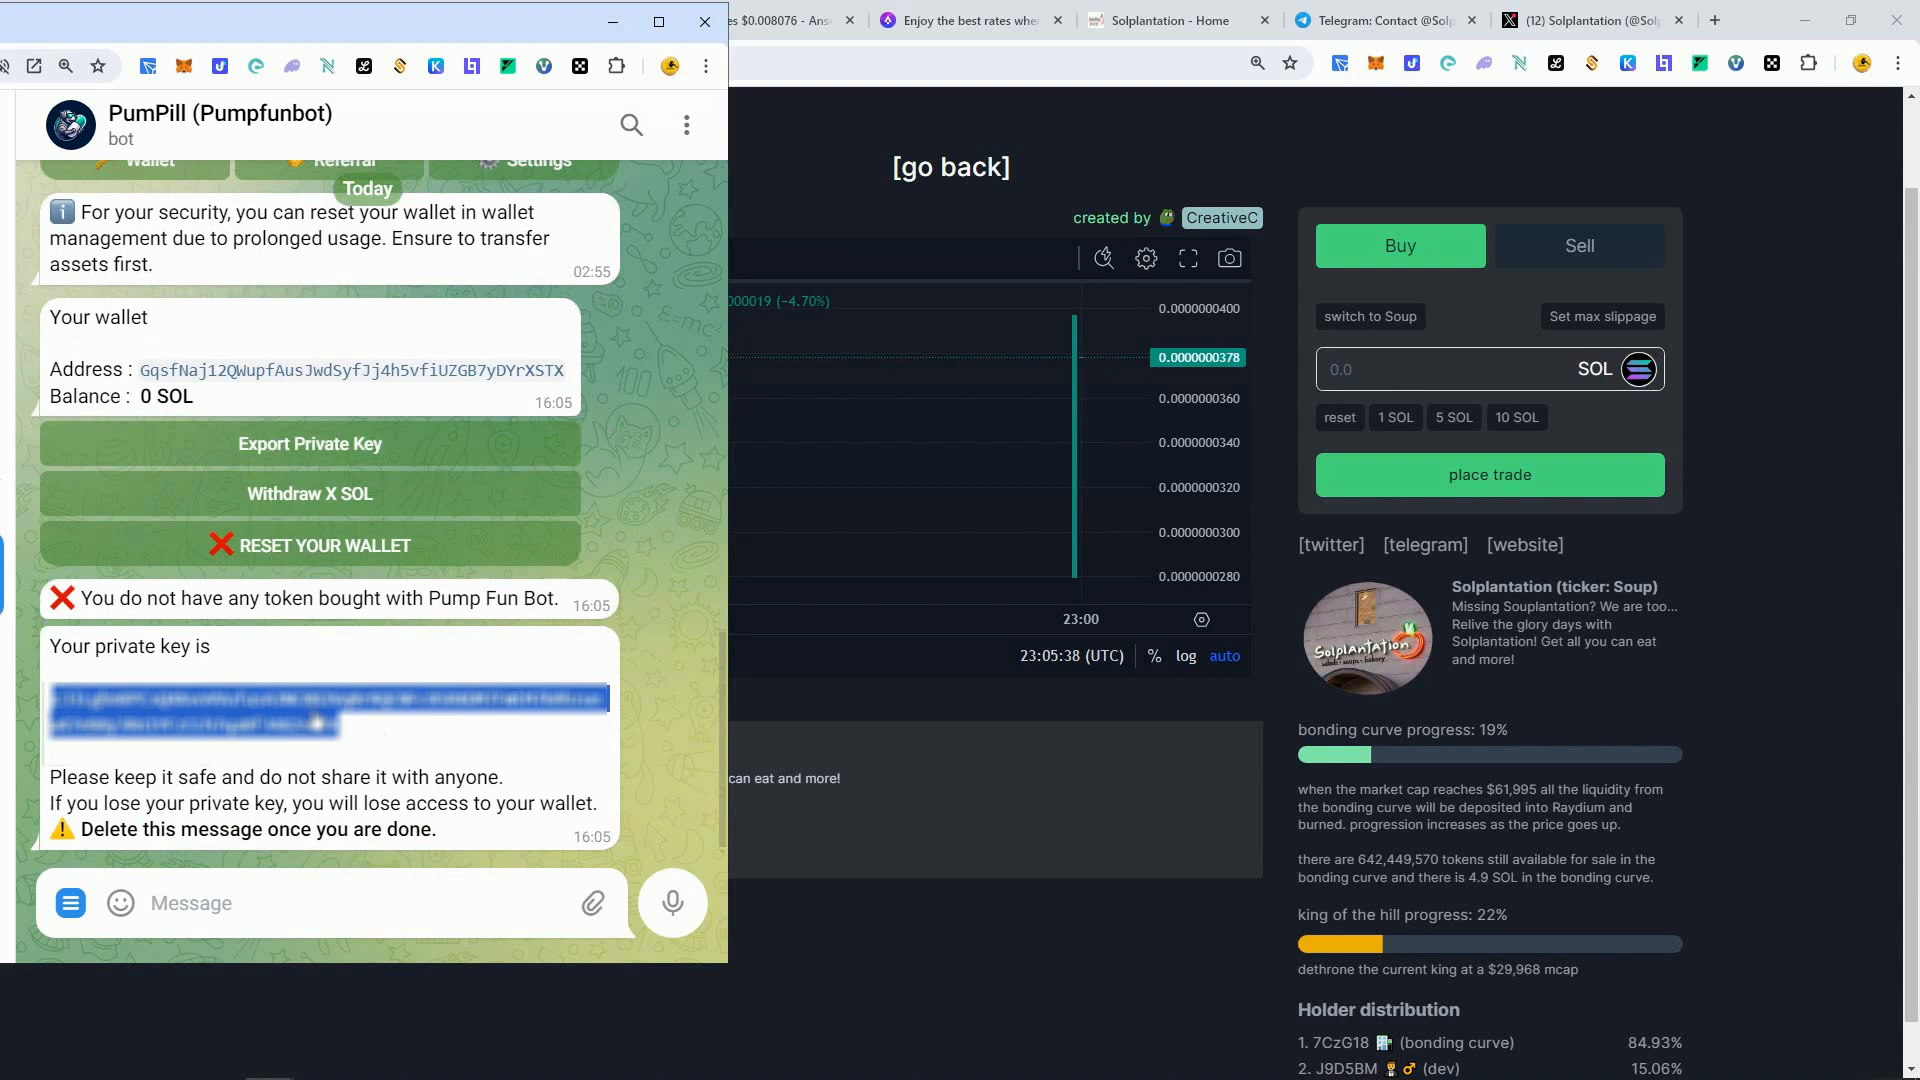 es $0.008076 - Ans
Enjoy the best rates when
Solplantation - Home
Telegram: Contact @Solp
(12) Solplantation (@Sol
PumPill (Pumpfunbot)
bot
Wallet
Referral
Settings
Today
For your security, you can reset your wallet in wallet
management due to prolonged usage. Ensure to transfer
assets first.
02:55
Your wallet
Address : GqsfNaj12QWupfAusJwdSyfJj4h5vfiUZGB7yDYrXSTX
Balance : 0 SOL
16:05
Export Private Key
Withdraw X SOL
RESET YOUR WALLET
You do not have any token bought with Pump Fun Bot.
16:05
Your private key is
Please keep it safe and do not share it with anyone.
If you lose your private key, you will lose access to your wallet.
Delete this message once you are done.
16:05
Message
[go back]
created by CreativeC
000019 (−4.70%)
0.0000000400
0.0000000378
0.0000000360
0.0000000340
0.0000000320
0.0000000300
0.0000000280
23:00
23:05:38 (UTC)
%
log
auto
can eat and more!
Buy
Sell
switch to Soup
Set max slippage
0.0
SOL
reset
1 SOL
5 SOL
10 SOL
place trade
[twitter]
[telegram]
[website]
Solplantation
salads • soups • bakery
Solplantation (ticker: Soup)
Missing Souplantation? We are too...
Relive the glory days with
Solplantation! Get all you can eat
and more!
bonding curve progress: 19%
when the market cap reaches $61,995 all the liquidity from
the bonding curve will be deposited into Raydium and
burned. progression increases as the price goes up.
there are 642,449,570 tokens still available for sale in the
bonding curve and there is 4.9 SOL in the bonding curve.
king of the hill progress: 22%
dethrone the current king at a $29,968 mcap
Holder distribution
1. 7CzG18 (bonding curve)
84.93%
2. J9D5BM (dev)
15.06%